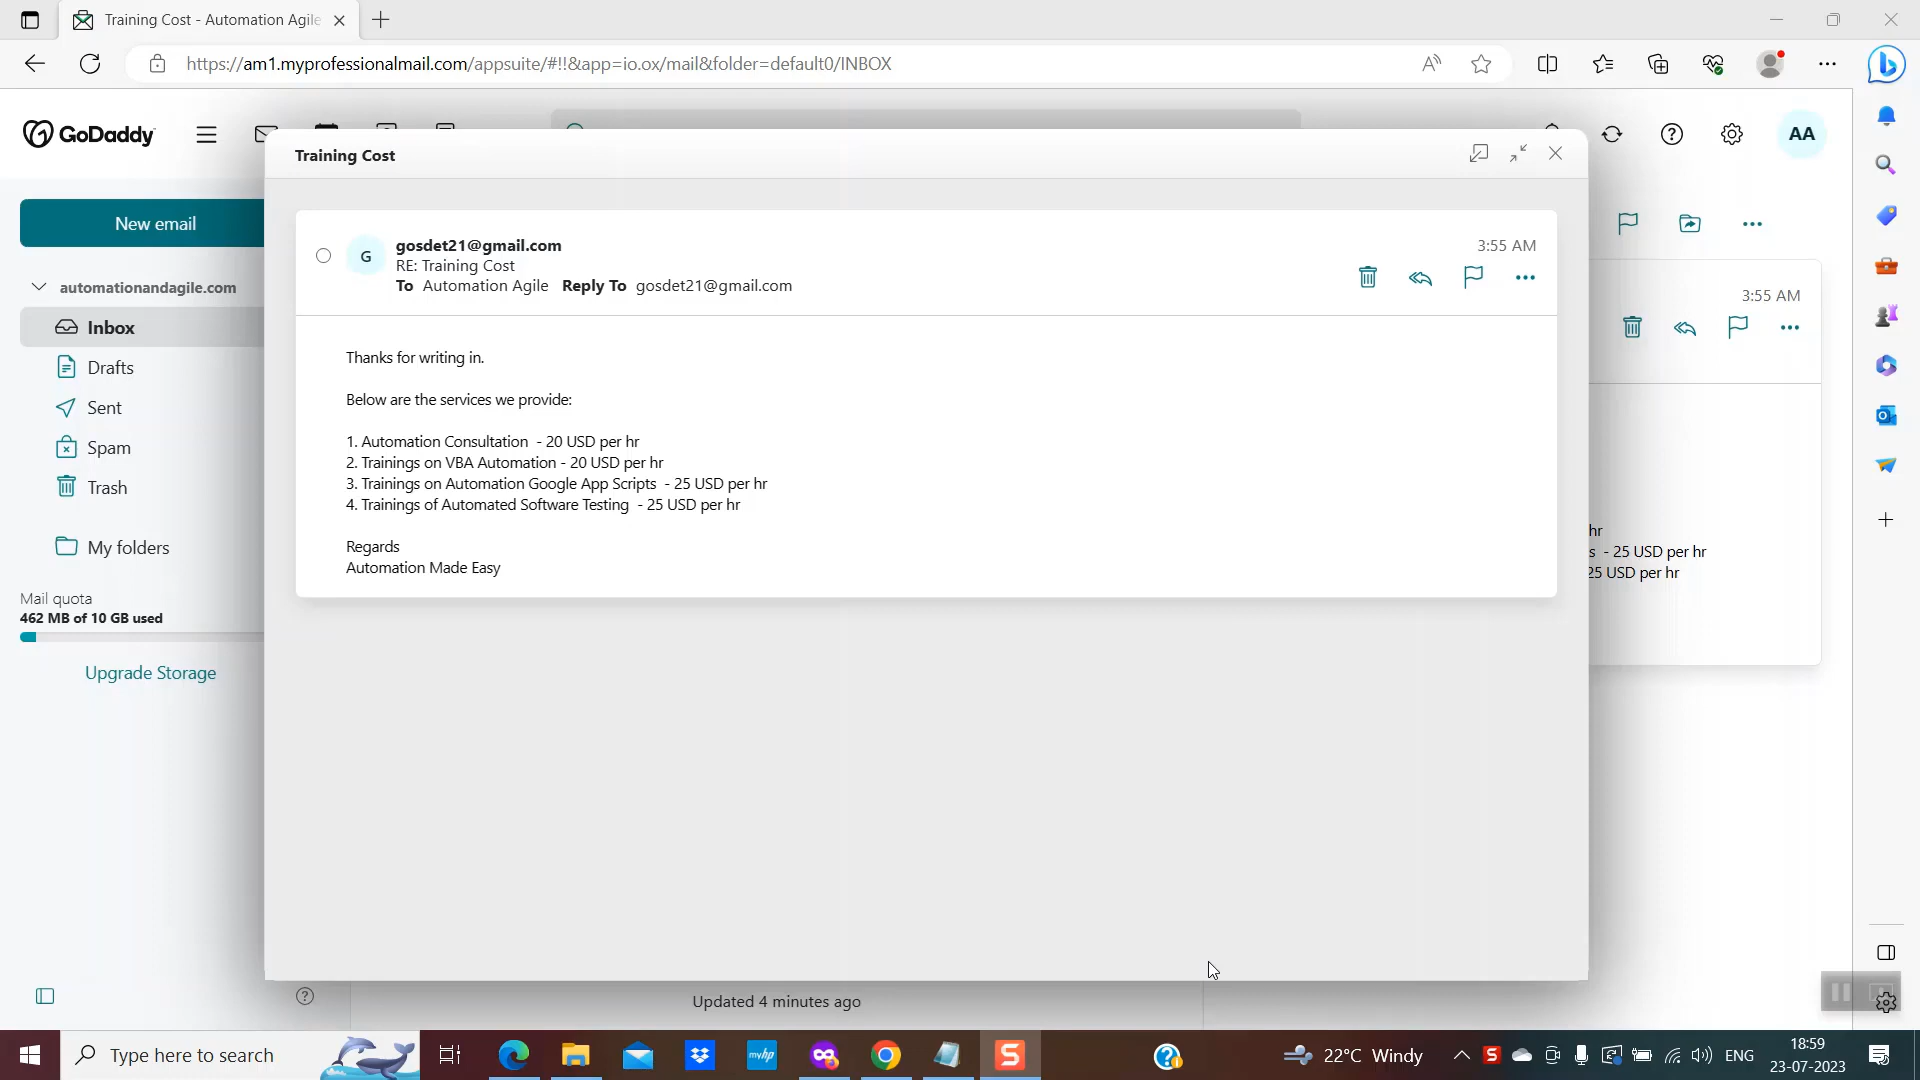 Training Cost - Automation Agile
https://am1.myprofessionalmail.com/appsuite/#!!&app=io.ox/mail&folder=default0/INBOX
GoDaddy
AA
Training Cost
New email
gosdet21@gmail.com
3:55 AM
RE: Training Cost
To Automation Agile Reply To gosdet21@gmail.com
automationandagile.com
3:55 AM
Inbox
Drafts
Sent
Spam
Trash
My folders
Thanks for writing in.
Below are the services we provide:
1. Automation Consultation - 20 USD per hr
2. Trainings on VBA Automation - 20 USD per hr
3. Trainings on Automation Google App Scripts - 25 USD per hr
4. Trainings of Automated Software Testing - 25 USD per hr
Regards
Automation Made Easy
hr
s - 25 USD per hr
25 USD per hr
Mail quota
462 MB of 10 GB used
Upgrade Storage
Updated 4 minutes ago
Type here to search
myhp
22°C Windy
ENG
18:59
23-07-2023